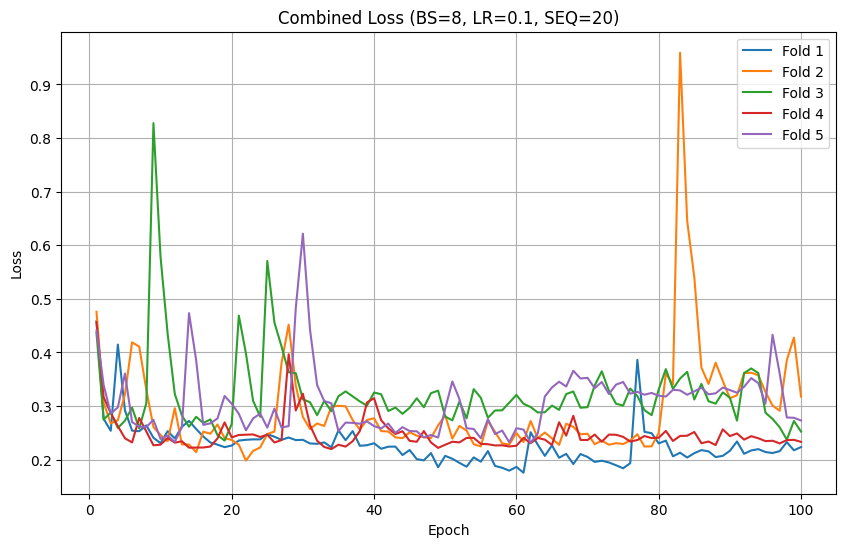 Combined Loss (BS=8, LR=0.1, SEQ=20)
Fold 1
Fold 2
Fold 3
Fold 4
Fold 5
Loss
0.9
0.8
0.7
0.6
0.5
0.4
0.3
0.2
0 20 40 60 80 100
Epoch